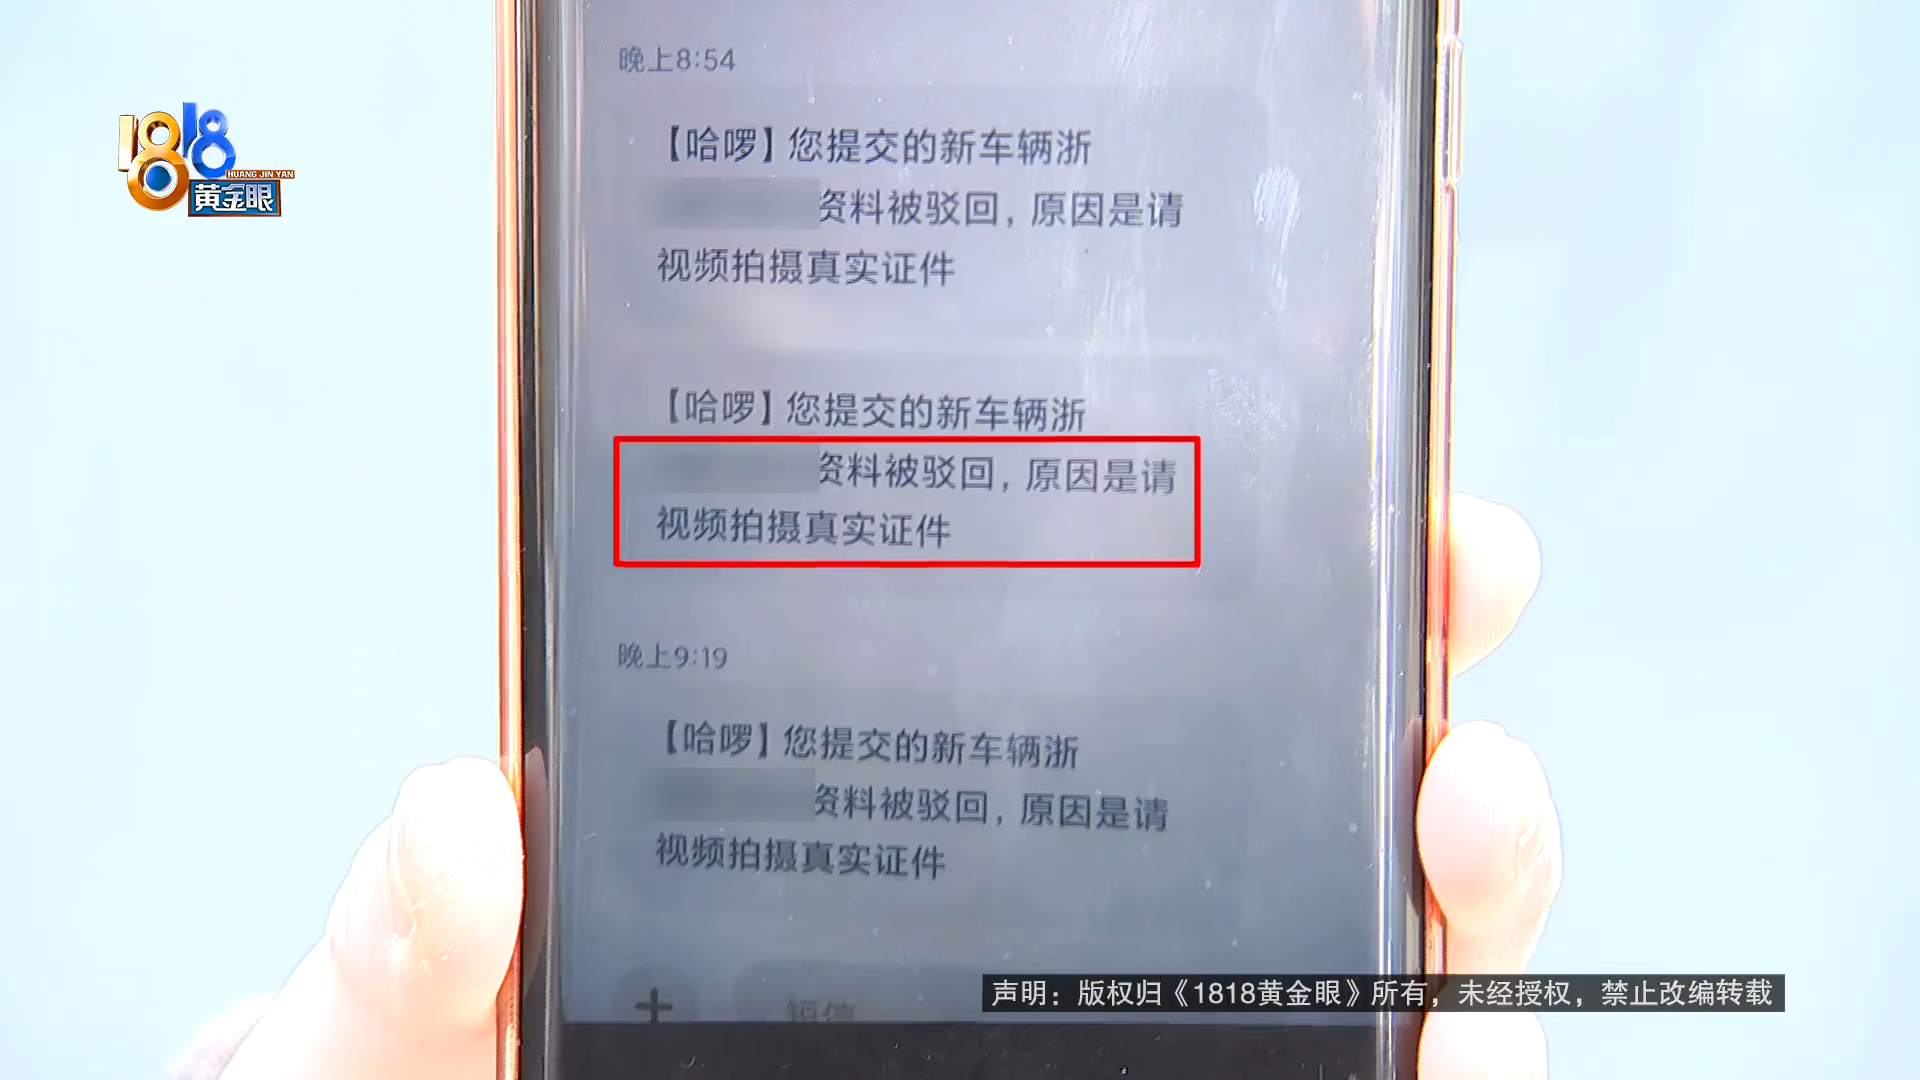 晚上8:54
1818
HUANG JIN YAN
黄金眼
【哈啰】您提交的新车辆浙
资料被驳回，原因是请
视频拍摄真实证件
【哈啰】您提交的新车辆浙
资料被驳回，原因是请
视频拍摄真实证件
晚上9:19
【哈啰】您提交的新车辆浙
资料被驳回，原因是请
视频拍摄真实证件
+
短信
声明：版权归《1818黄金眼》所有，未经授权，禁止改编转载